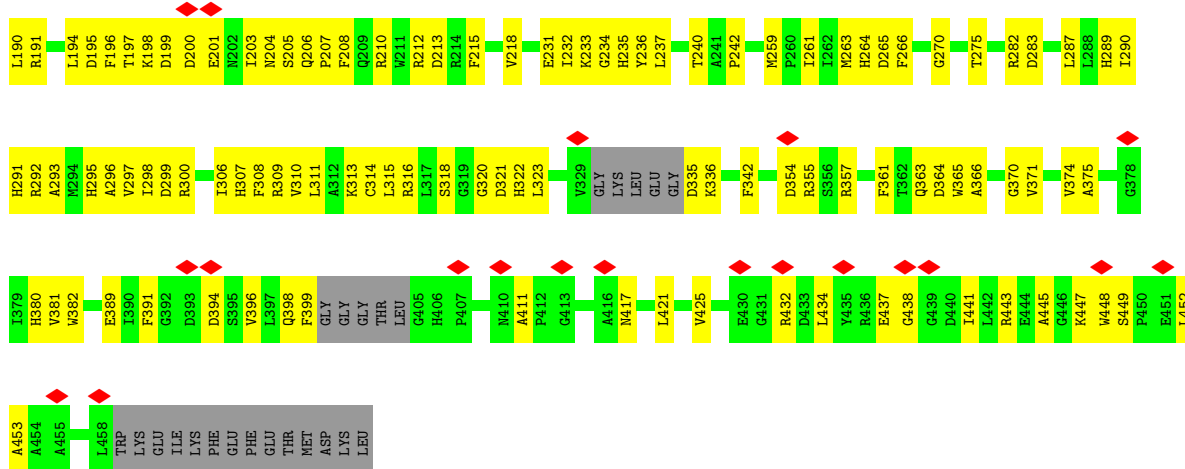 L190 R191 L194 D195 F196 T197 K198 D199 D200 E201 N202 I203 N204 S205 Q206 P207 F208 Q209 R210 W211 R212 D213 R214 F215 V218 E231 I232 K233 G234 H235 Y236 L237 T240 A241 P242 M259 P260 I261 I262 M263 H264 D265 F266 G270 T275 R282 D283 L287 L288 H289 I290
H291 R292 A293 M294 H295 A296 V297 I298 D299 R300 I306 H307 F308 R309 V310 L311 A312 K313 C314 L315 R316 L317 S318 G319 G320 D321 H322 L323 V329 GLY LYS LEU GLU GLY D335 K336 F342 D354 R355 S356 R357 F361 T362 Q363 D364 W365 A366 G370 V371 V374 A375 G378
I379 H380 V381 W382 E389 I390 F391 G392 D393 D394 S395 V396 L397 Q398 F399 GLY GLY GLY THR LEU G405 H406 P407 N410 A411 P412 G413 A416 N417 L421 V425 E430 G431 R432 D433 L434 Y435 R436 E437 G438 G439 D440 I441 L442 R443 E444 A445 G446 K447 W448 S449 P450 E451 L452
A453 A454 A455 L458 TRP LYS GLU ILE LYS PHE GLU PHE GLU THR MET ASP LYS LEU